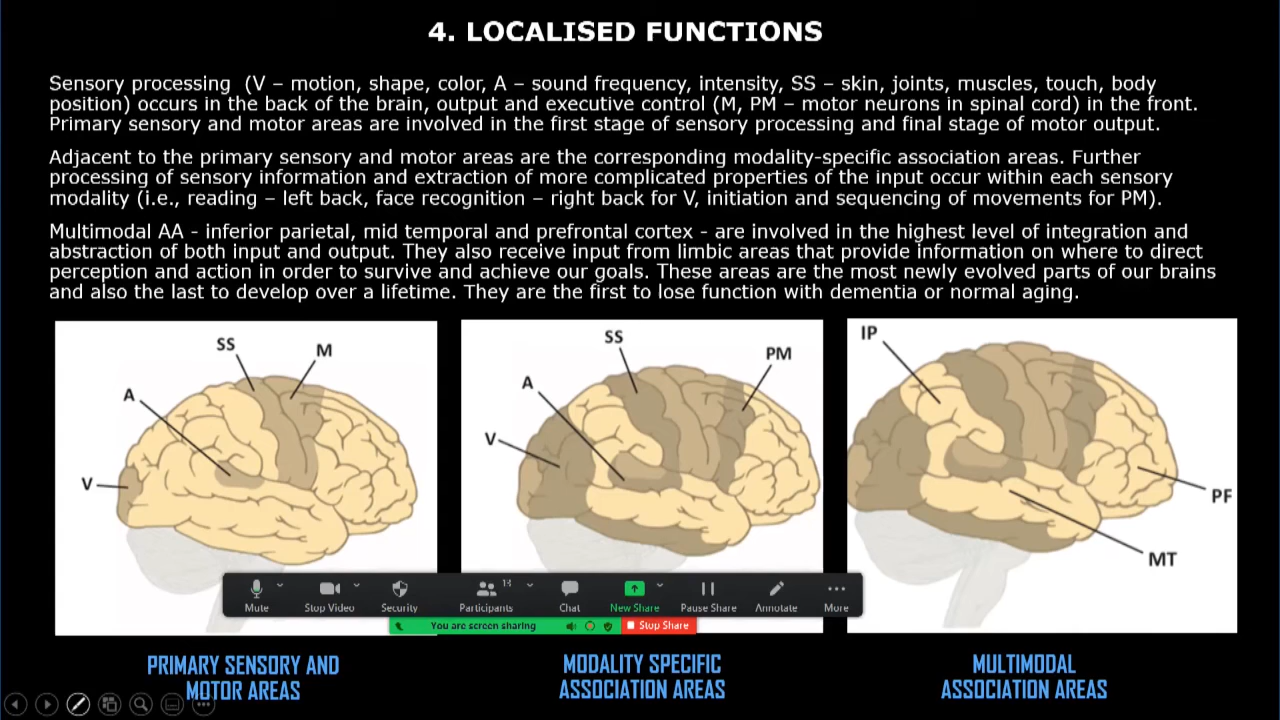 4. LOCALISED FUNCTIONS
Sensory processing (V – motion, shape, color, A – sound frequency, intensity, SS – skin, joints, muscles, touch, body
position) occurs in the back of the brain, output and executive control (M, PM – motor neurons in spinal cord) in the front.
Primary sensory and motor areas are involved in the first stage of sensory processing and final stage of motor output.
Adjacent to the primary sensory and motor areas are the corresponding modality-specific association areas. Further
processing of sensory information and extraction of more complicated properties of the input occur within each sensory
modality (i.e., reading – left back, face recognition – right back for V, initiation and sequencing of movements for PM).
Multimodal AA - inferior parietal, mid temporal and prefrontal cortex - are involved in the highest level of integration and
abstraction of both input and output. They also receive input from limbic areas that provide information on where to direct
perception and action in order to survive and achieve our goals. These areas are the most newly evolved parts of our brains
and also the last to develop over a lifetime. They are the first to lose function with dementia or normal aging.
SS
M
A
V
SS
PM
A
V
IP
PF
MT
Mute
Stop Video
Security
Participants
13
Chat
New Share
Pause Share
Annotate
More
You are screen sharing
Stop Share
PRIMARY SENSORY AND
MOTOR AREAS
MODALITY SPECIFIC
ASSOCIATION AREAS
MULTIMODAL
ASSOCIATION AREAS